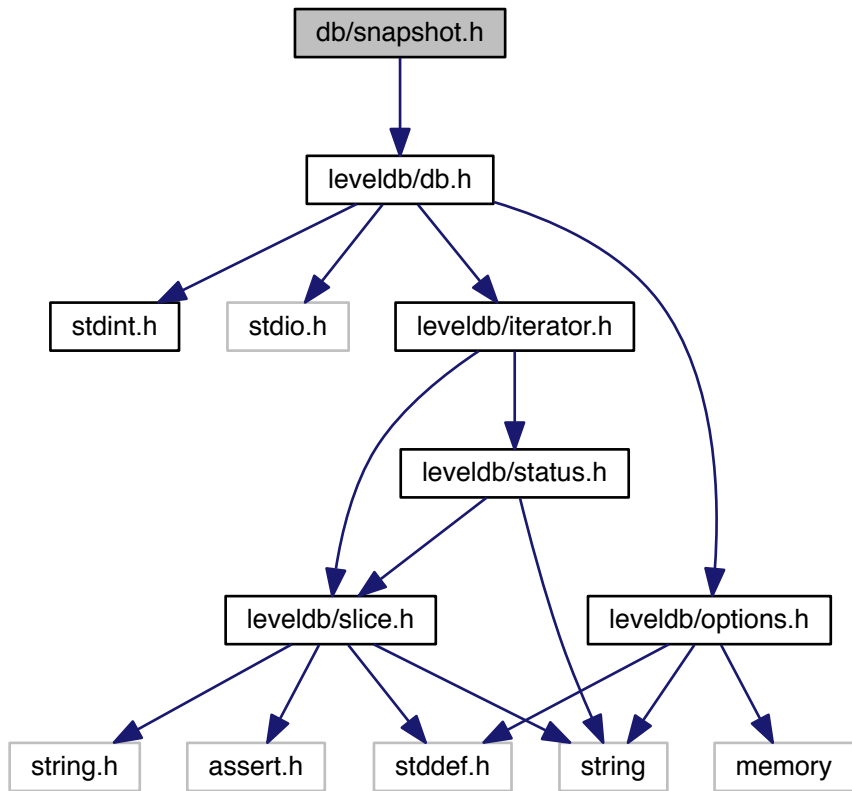 db/snapshot.h
leveldb/db.h
stdint.h
stdio.h
leveldb/iterator.h
leveldb/status.h
leveldb/slice.h
leveldb/options.h
string.h
assert.h
stddef.h
string
memory